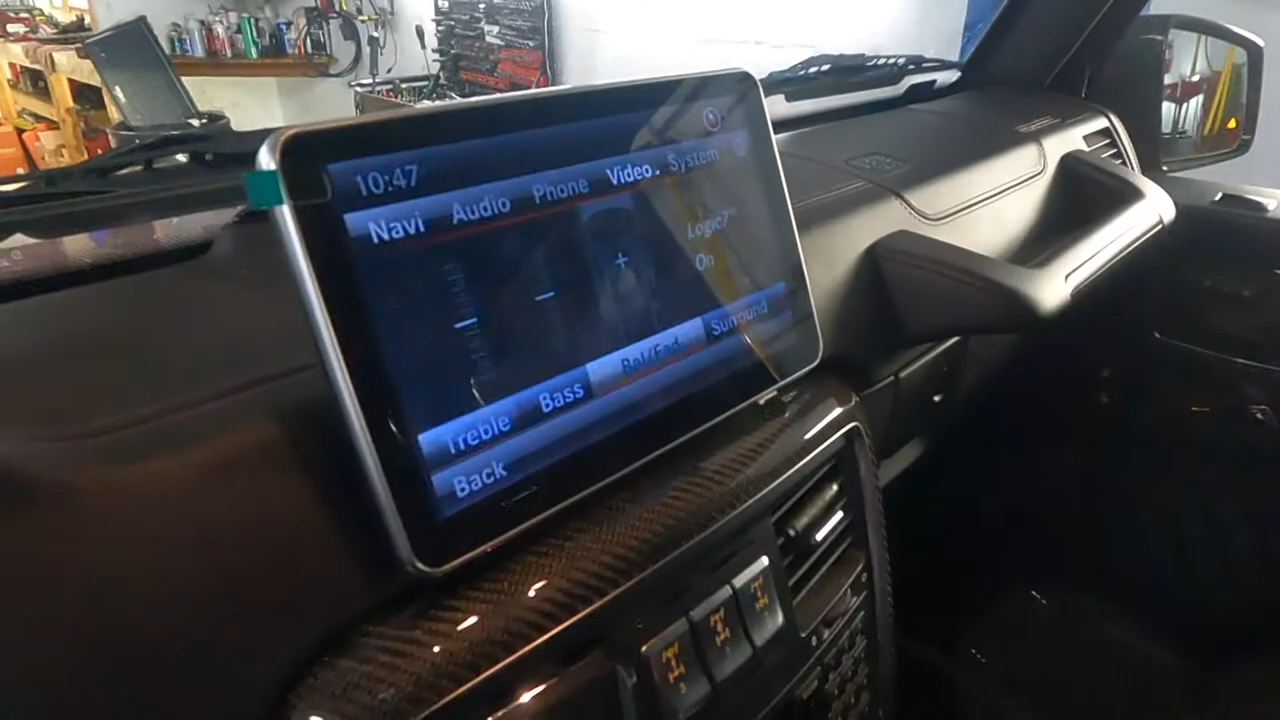 10:47
Navi Audio Phone Video System
Logic7
On
Treble Bass Bal/Fad Surround
Back